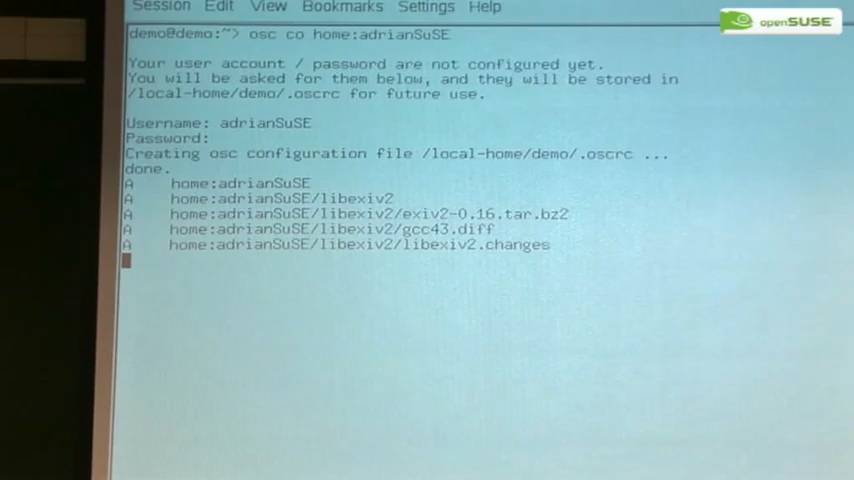 Session Edit View Bookmarks Settings Help
openSUSE
demo@demo:~> osc co home:adrianSuSE
Your user account / password are not configured yet.
You will be asked for them below, and they will be stored in
/local-home/demo/.oscrc for future use.
Username: adrianSuSE
Password:
Creating osc configuration file /local-home/demo/.oscrc ...
done.
A    home:adrianSuSE
A    home:adrianSuSE/libexiv2
A    home:adrianSuSE/libexiv2/exiv2-0.16.tar.bz2
A    home:adrianSuSE/libexiv2/gcc43.diff
A    home:adrianSuSE/libexiv2/libexiv2.changes